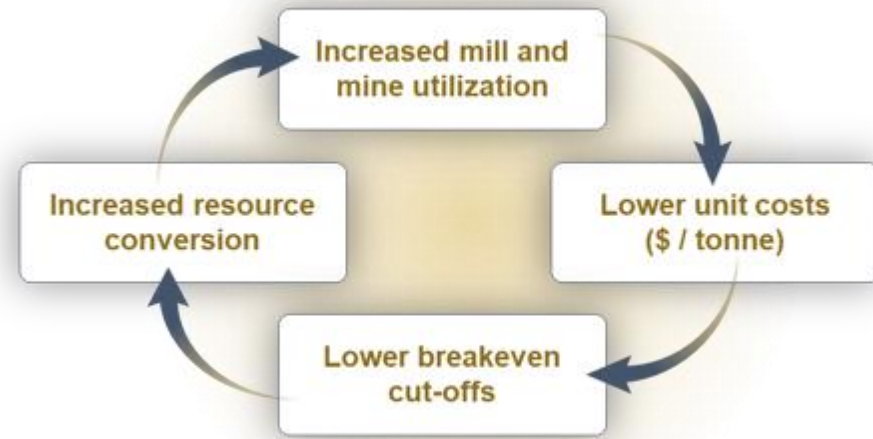 Increased mill and
mine utilization
Lower unit costs
($ / tonne)
Lower breakeven
cut-offs
Increased resource
conversion